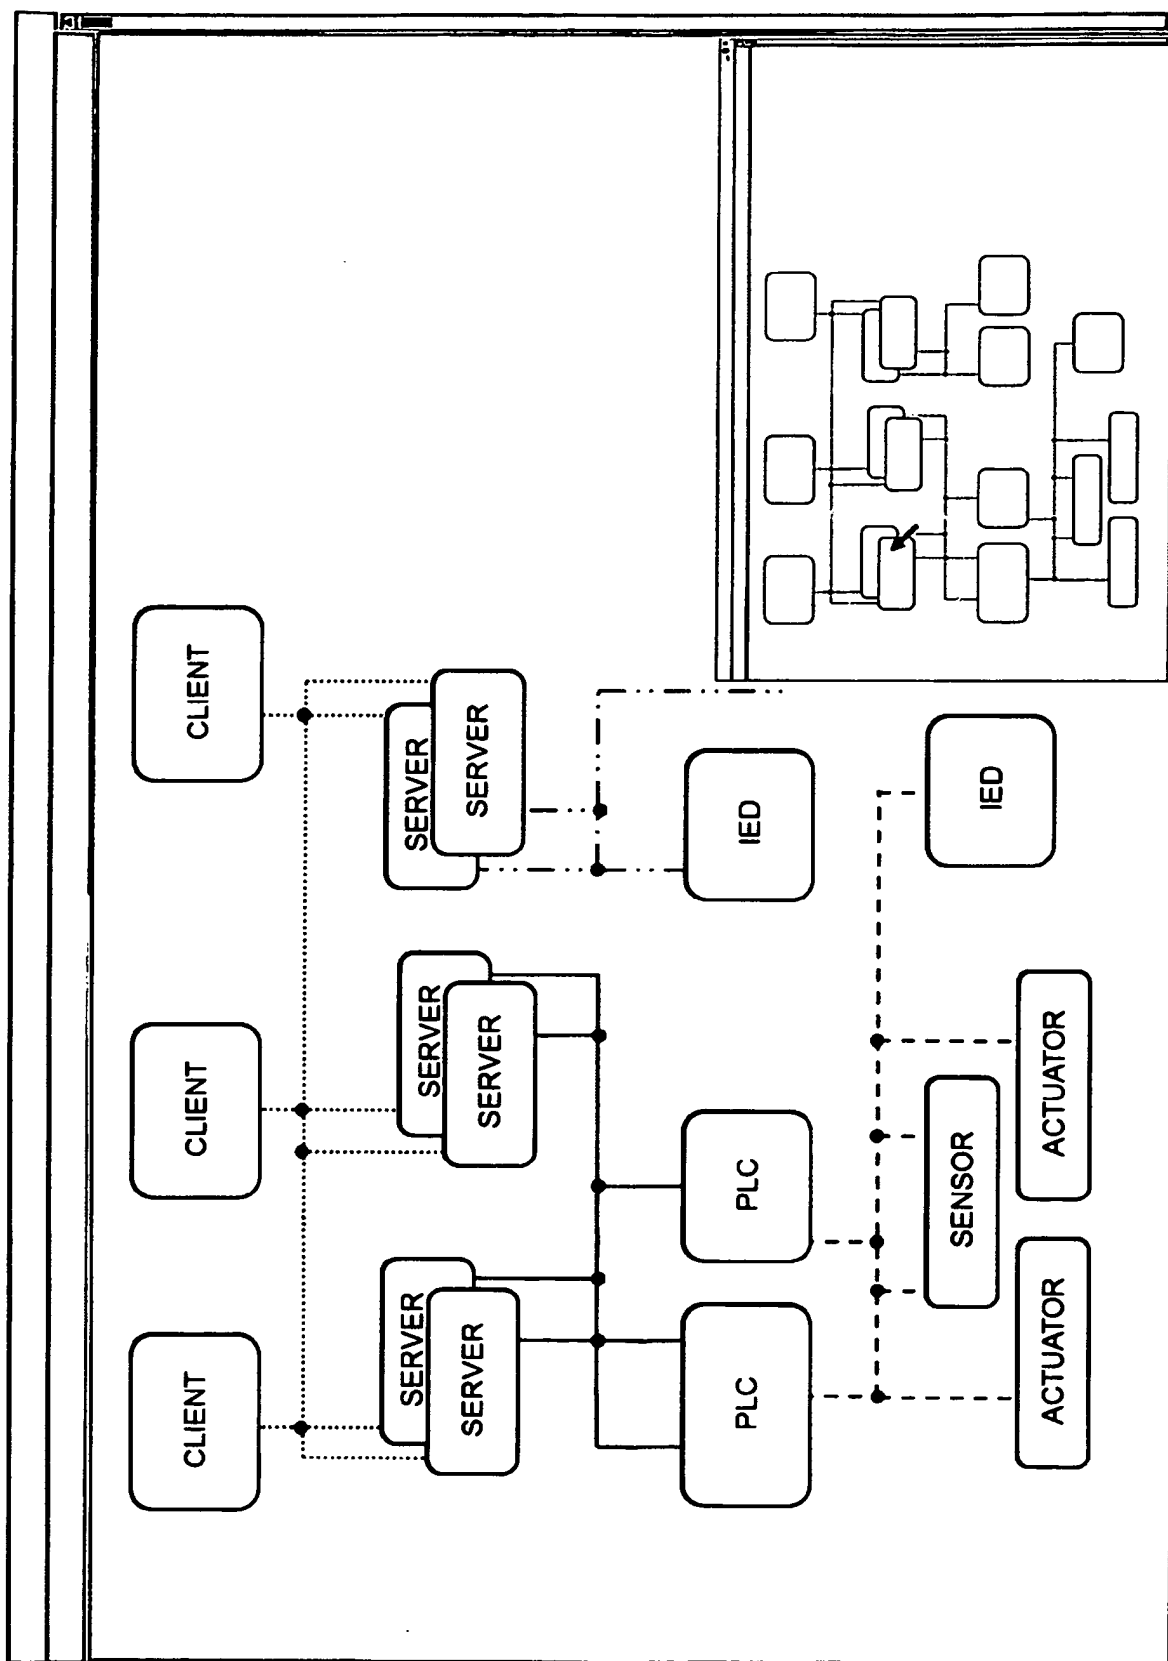 CLIENT
CLIENT
CLIENT
SERVER
SERVER
SERVER
SERVER
SERVER
SERVER
PLC
PLC
IED
SENSOR
IED
ACTUATOR
ACTUATOR